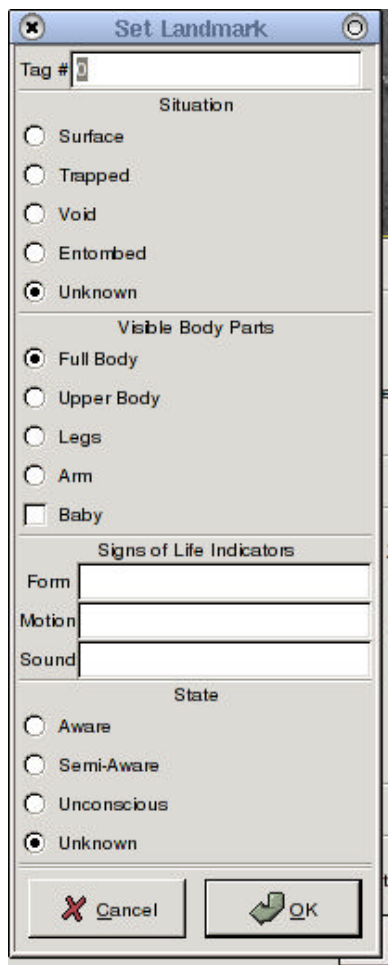 Set Landmark
Tag # 0
Situation
Surface
Trapped
Void
Entombed
Unknown
Visible Body Parts
Full Body
Upper Body
Legs
Arm
Baby
Signs of Life Indicators
Form
Motion
Sound
State
Aware
Semi-Aware
Unconscious
Unknown
Cancel OK